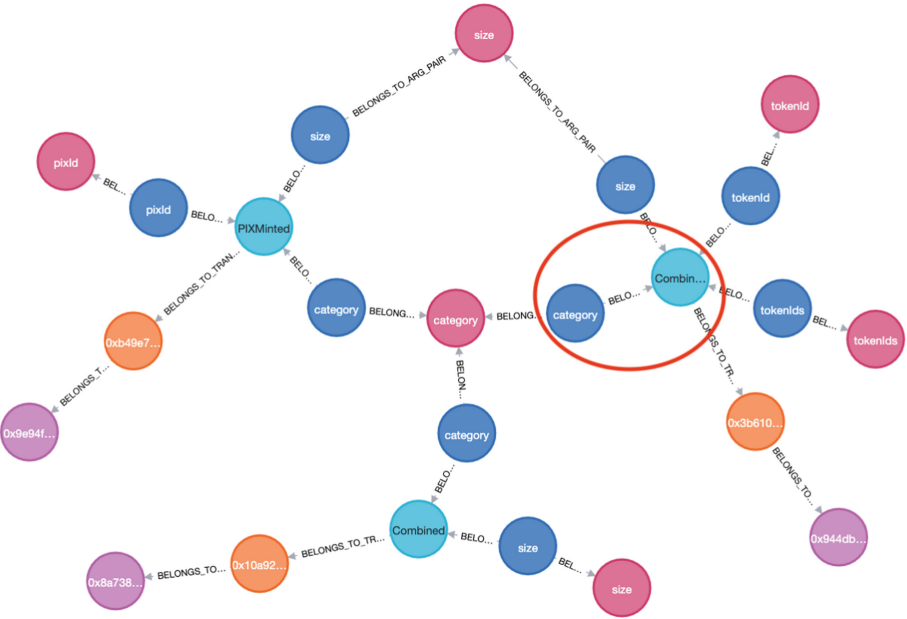 size
BELONGS_TO_ARG_PAIR
BELONGS_TO_ARG_PAIR
tokenId
size
pixId
BEL...
BELO...
BEL...
size
tokenId
pixId
BELO...
BELO...
BELO...
PIXMinted
BELO...
Combin...
BELONGS_TO_TRAN...
category
BELONG...
category
BELONG...
category
BELO...
BELO...
tokenIds
BEL...
tokenIds
0xb49e7...
BELONGS_TO_TR...
BELONGS_T...
BELON...
0x9e94f...
category
0x3b610...
BELO...
BELONGS_TO...
Combined
BELO...
size
0x944db...
BELONGS_TO_TR...
0x10a92...
BELONGS_TO...
0x8a738...
BEL...
size